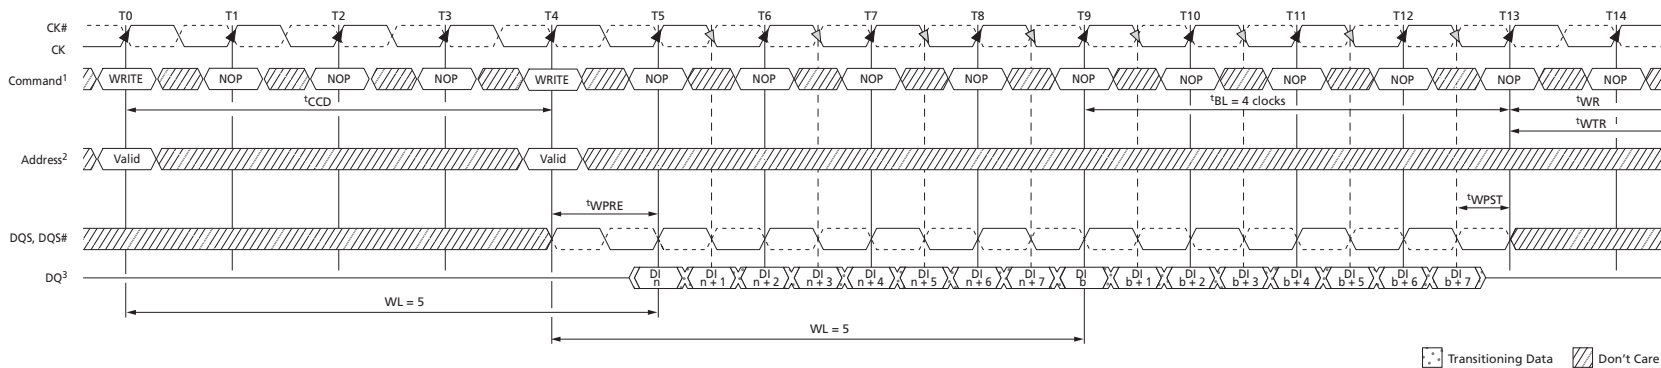 T0 T1 T2 T3 T4 T5 T6 T7 T8 T9 T10 T11 T12 T13 T14
CK#
CK
Command1 WRITE NOP NOP NOP WRITE NOP NOP NOP NOP NOP NOP NOP NOP NOP NOP
tCCD tBL = 4 clocks tWR
tWTR
Address2 Valid Valid
tWPRE tWPST
DQS, DQS#
DQ3 DI n DI n + 1 DI n + 2 DI n + 3 DI n + 4 DI n + 5 DI n + 6 DI n + 7 DI b DI b + 1 DI b + 2 DI b + 3 DI b + 4 DI b + 5 DI b + 6 DI b + 7
WL = 5
WL = 5
Transitioning Data Don't Care